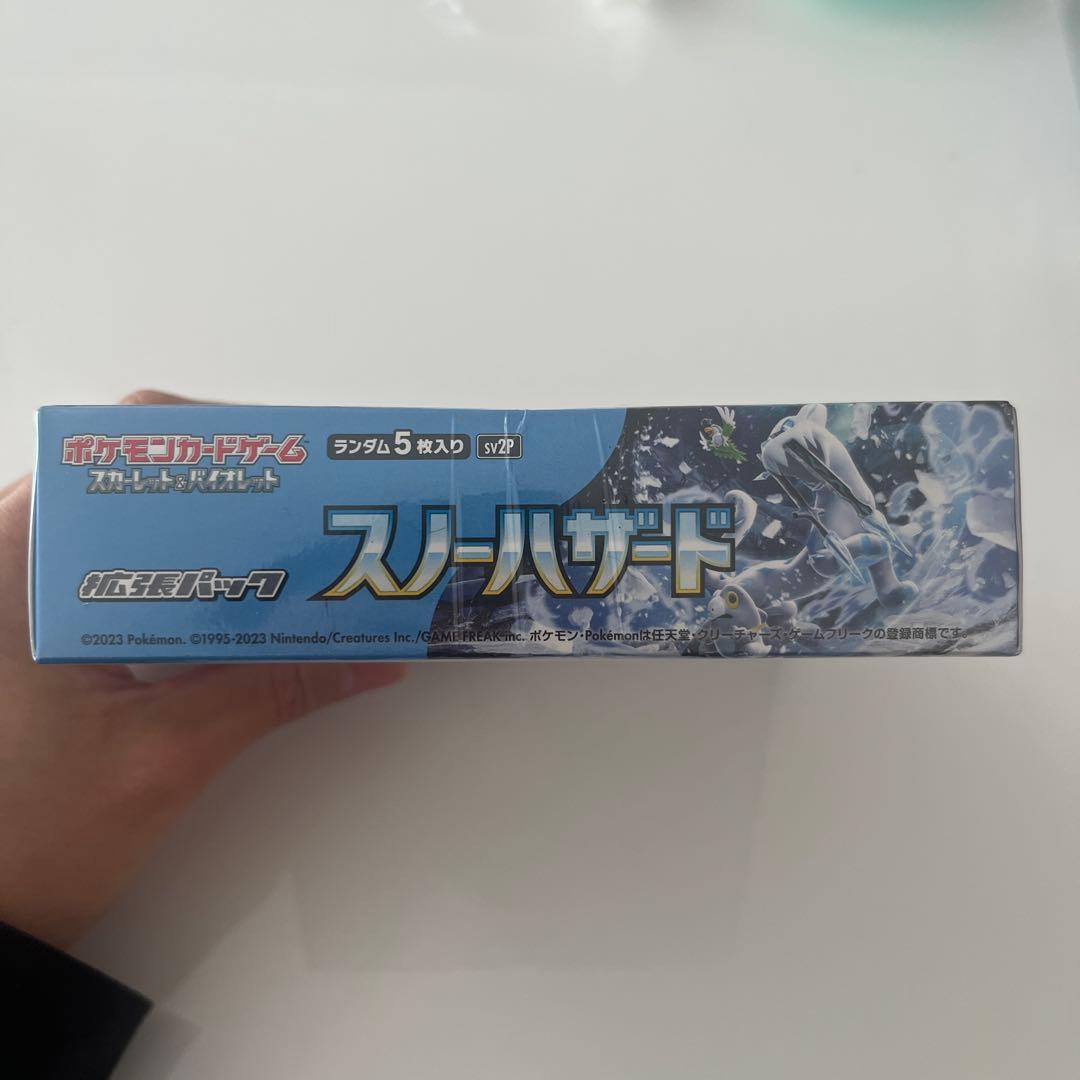 ポケモンカードゲーム™
スカーレット&バイオレット
ランダム5枚入り sv2P
スノーハザード
拡張パック
©2023 Pokémon. ©1995-2023 Nintendo/Creatures Inc./GAME FREAK inc. ポケモン・Pokémonは任天堂・クリーチャーズ・ゲームフリークの登録商標です。